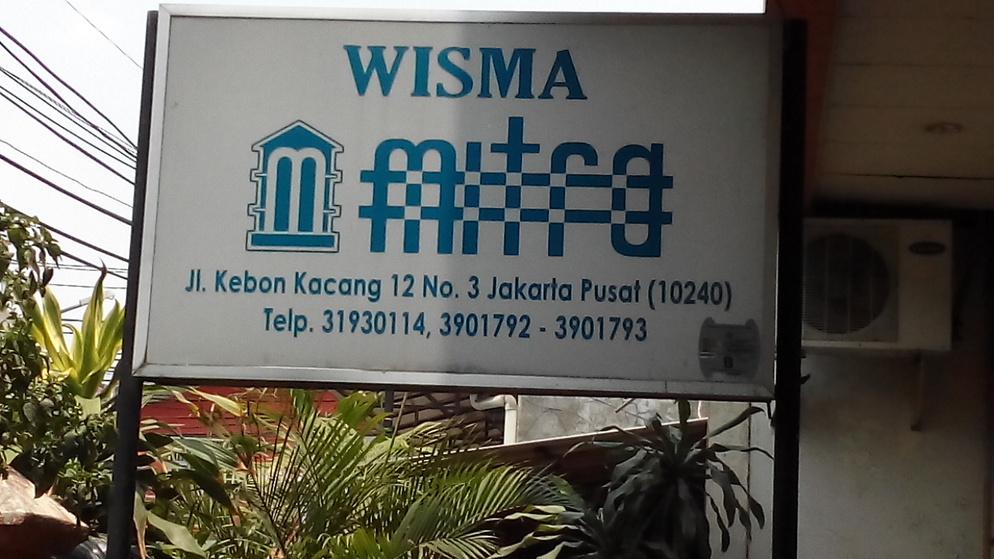 WISMA
mitra
Jl. Kebon Kacang 12 No. 3 Jakarta Pusat (10240)
Telp. 31930114, 3901792 - 3901793